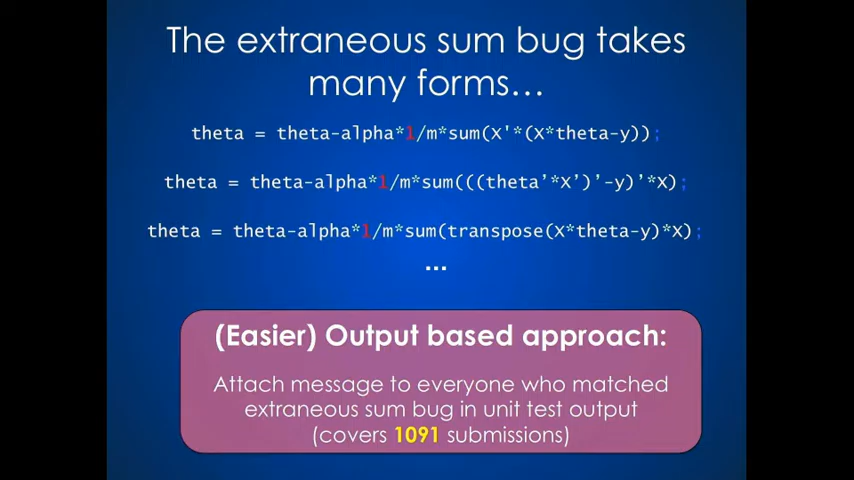 The extraneous sum bug takes
many forms...
theta = theta-alpha*1/m*sum(X'*(X*theta-y));
theta = theta-alpha*1/m*sum(((theta’*X’)’-y)’*X);
theta = theta-alpha*1/m*sum(transpose(X*theta-y)*X);
...
(Easier) Output based approach:
Attach message to everyone who matched
extraneous sum bug in unit test output
(covers 1091 submissions)